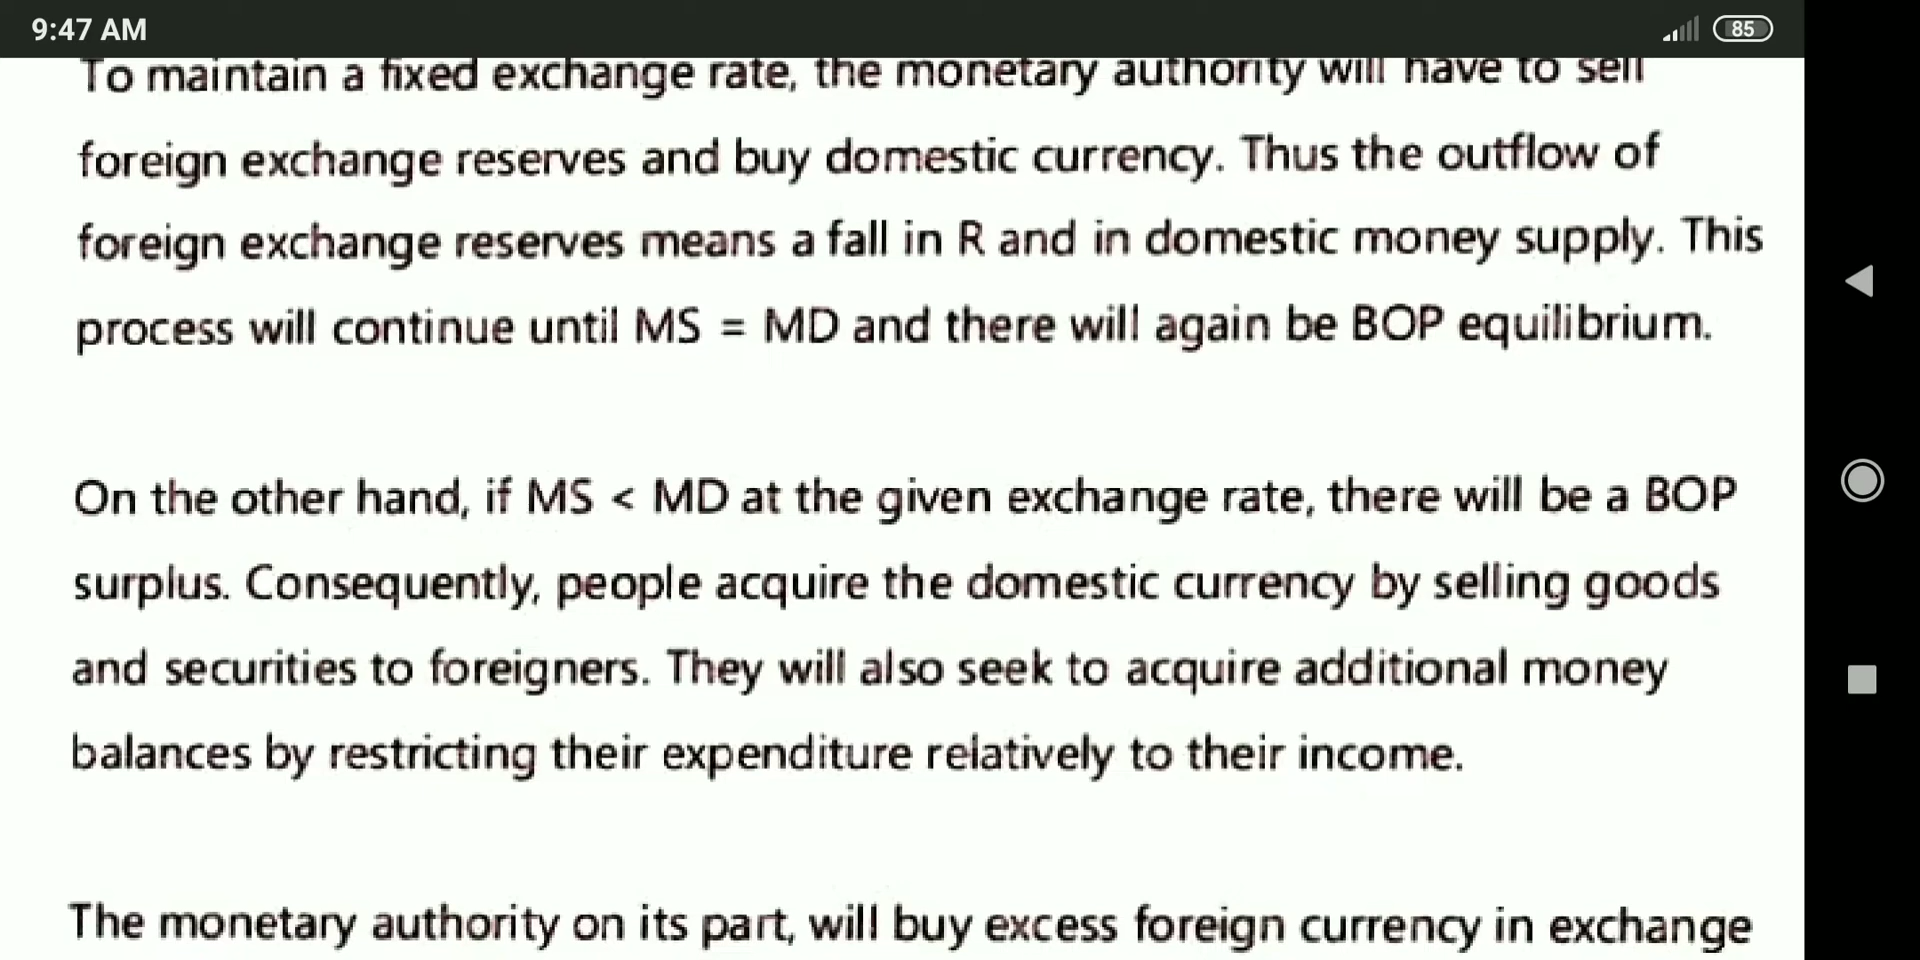 9:47 AM
85
To maintain a fixed exchange rate, the monetary authority will have to sell
foreign exchange reserves and buy domestic currency. Thus the outflow of
foreign exchange reserves means a fall in R and in domestic money supply. This
process will continue until MS = MD and there will again be BOP equilibrium.
On the other hand, if MS < MD at the given exchange rate, there will be a BOP
surplus. Consequently, people acquire the domestic currency by selling goods
and securities to foreigners. They will also seek to acquire additional money
balances by restricting their expenditure relatively to their income.
The monetary authority on its part, will buy excess foreign currency in exchange